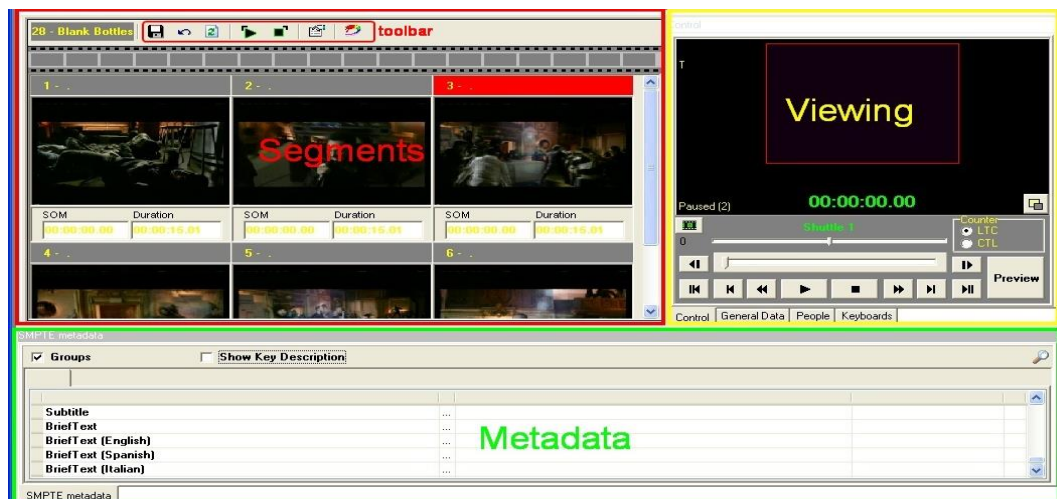 28 - Blank Bottles toolbar
1 - .
2 - .
3 - .
Segments
SOM Duration
00:00:00.00 00:00:15.01
SOM Duration
00:00:00.00 00:00:15.01
SOM Duration
00:00:00.00 00:00:15.01
4 - .
5 - .
6 - .
ontrol
T
Viewing
Paused (2) 00:00:00.00
Shuttle 1
0
Counter
LTC
CTL
Preview
Control General Data People Keyboards
SMPTE metadata
Groups Show Key Description
Subtitle ...
BriefText ...
BriefText (English) ...
BriefText (Spanish) ...
BriefText (Italian) ...
Metadata
SMPTE metadata